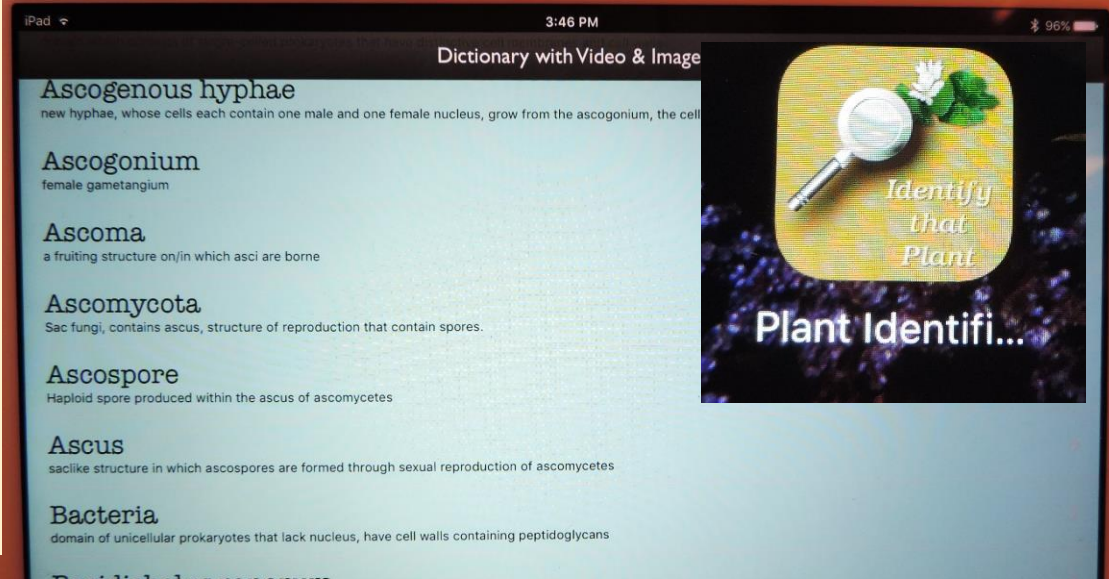 iPad
3:46 PM
96%
Dictionary with Video & Image
Ascogenous hyphae
new hyphae, whose cells each contain one male and one female nucleus, grow from the ascogonium, the cell
Ascogonium
female gametangium
Ascoma
a fruiting structure on/in which asci are borne
Ascomycota
Sac fungi, contains ascus, structure of reproduction that contain spores.
Ascospore
Haploid spore produced within the ascus of ascomycetes
Ascus
saclike structure in which ascospores are formed through sexual reproduction of ascomycetes
Bacteria
domain of unicellular prokaryotes that lack nucleus, have cell walls containing peptidoglycans
Identify
that
Plant
Plant Identifi...